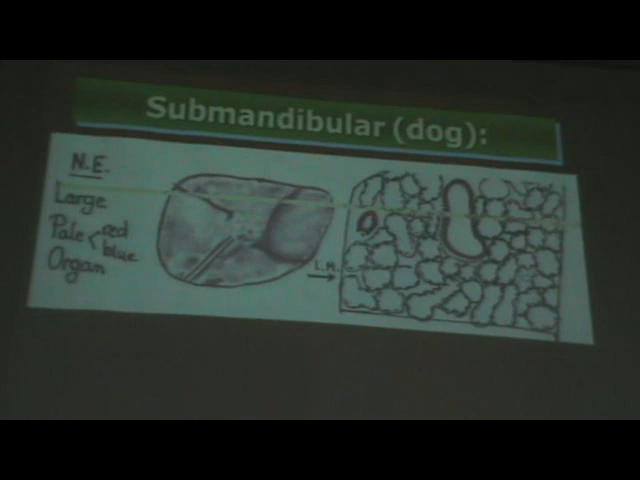 Submandibular (dog):
N.E.
Large
Pale red
blue
Organ
L.M.